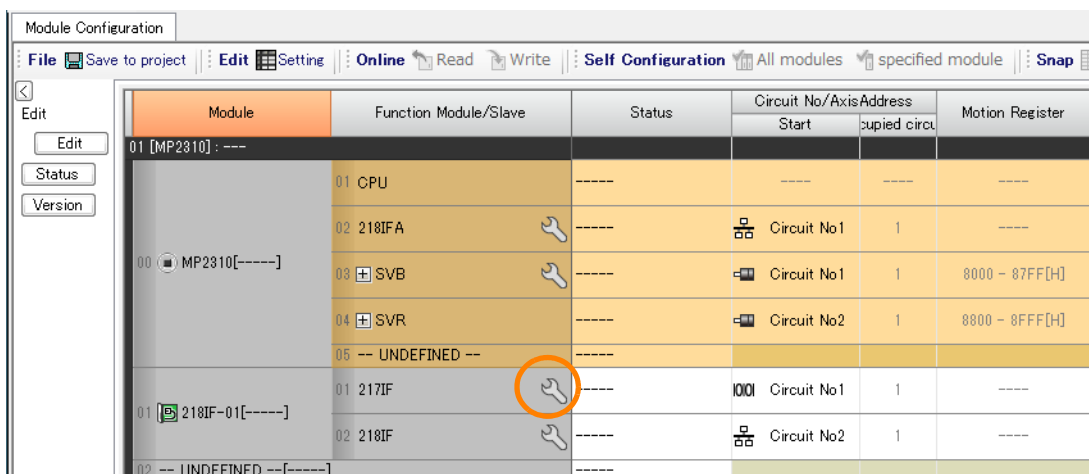 Module Configuration
File Save to project Edit Setting Online Read Write Self Configuration All modules specified module Snap
Edit
Edit
Status
Version
Module Function Module/Slave Status Circuit No/AxisAddress Motion Register
Start cupied circu
01 [MP2310] : ---
00 MP2310[-----]
01 CPU ----- ---- ---- ----
02 218IFA ----- Circuit No1 1 ----
03 + SVB ----- Circuit No1 1 8000 - 87FF[H]
04 + SVR ----- Circuit No2 1 8800 - 8FFF[H]
05 -- UNDEFINED -- -----
01 218IF-01[-----]
01 217IF ----- Circuit No1 1 ----
02 218IF ----- Circuit No2 1 ----
02 -- UNDEFINED --[-----] -----